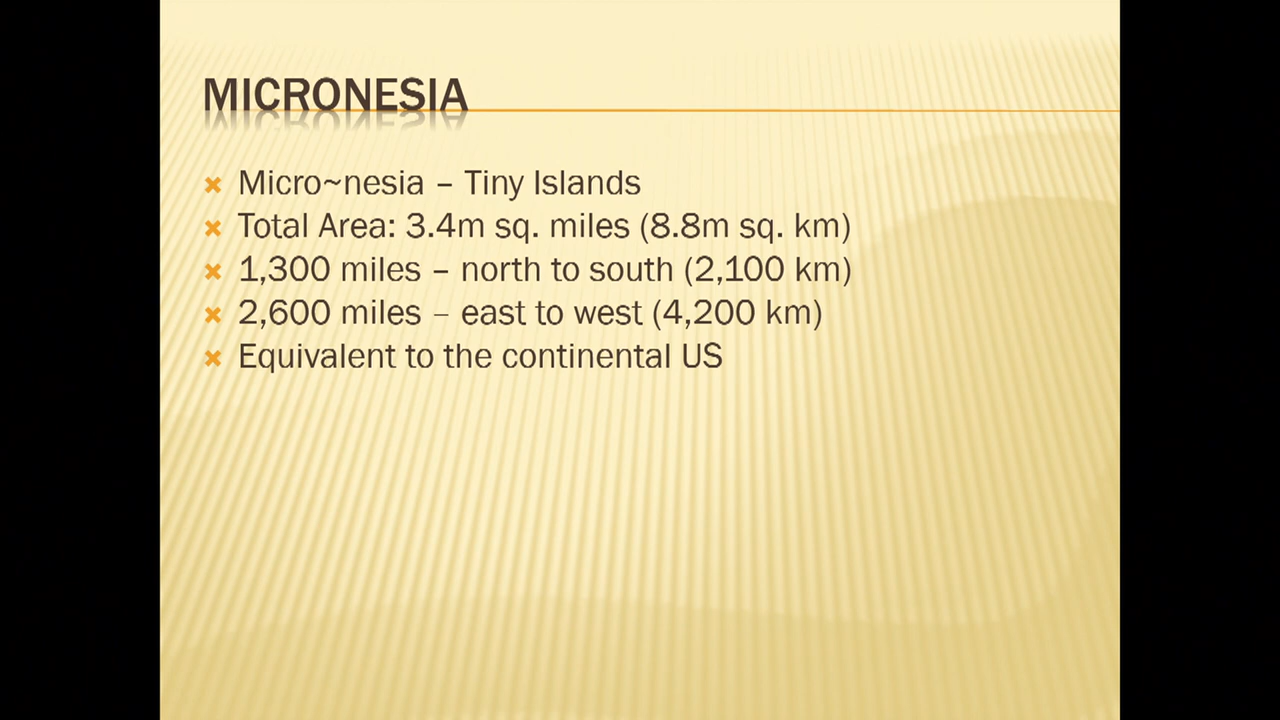 MICRONESIA
Micro~nesia – Tiny Islands
Total Area: 3.4m sq. miles (8.8m sq. km)
1,300 miles – north to south (2,100 km)
2,600 miles – east to west (4,200 km)
Equivalent to the continental US